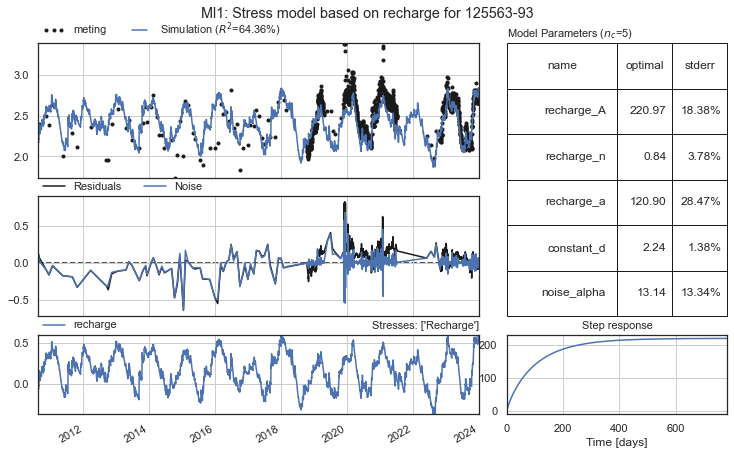 MI1: Stress model based on recharge for 125563-93
meting
Simulation (R²=64.36%)
3.0
2.5
2.0
Residuals
Noise
0.5
0.0
−0.5
recharge
Stresses: ['Recharge']
0.5
0.0
2012
2014
2016
2018
2020
2022
2024
Model Parameters (n_c=5)
name optimal stderr
recharge_A 220.97 18.38%
recharge_n 0.84 3.78%
recharge_a 120.90 28.47%
constant_d 2.24 1.38%
noise_alpha 13.14 13.34%
Step response
200
100
0
0
200
400
600
Time [days]